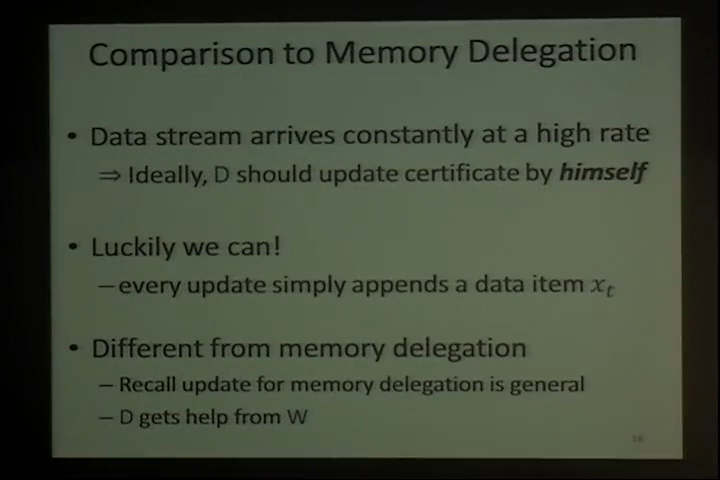 Comparison to Memory Delegation
• Data stream arrives constantly at a high rate
⇒ Ideally, D should update certificate by himself
• Luckily we can!
– every update simply appends a data item xₜ
• Different from memory delegation
– Recall update for memory delegation is general
– D gets help from W